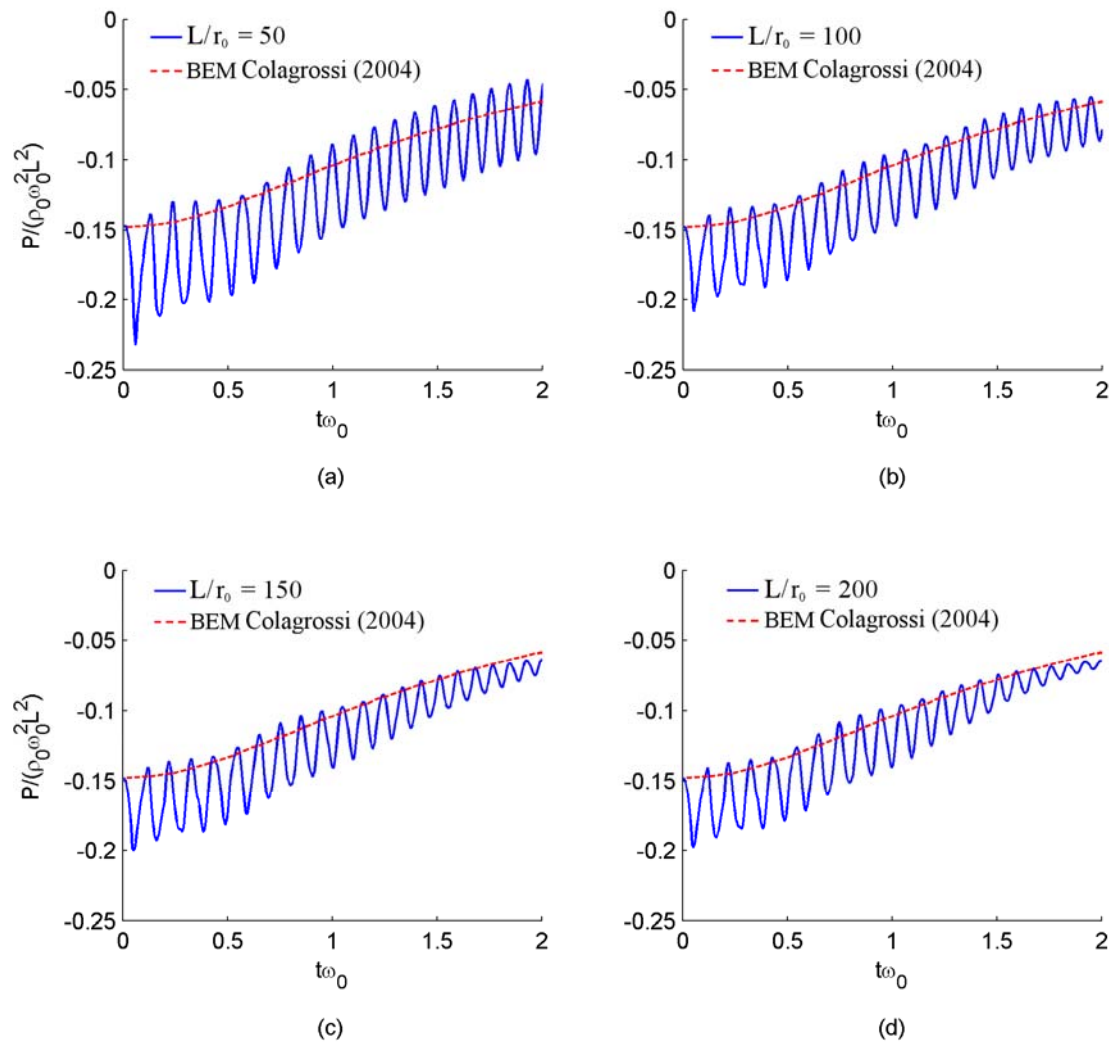 0
-0.05
-0.1
-0.15
-0.2
-0.25
P/(ρ₀ω₀²L²)
L/r₀ = 50
BEM Colagrossi (2004)
0 0.5 1 1.5 2
tω₀
(a)
0
-0.05
-0.1
-0.15
-0.2
-0.25
P/(ρ₀ω₀²L²)
L/r₀ = 100
BEM Colagrossi (2004)
0 0.5 1 1.5 2
tω₀
(b)
0
-0.05
-0.1
-0.15
-0.2
-0.25
P/(ρ₀ω₀²L²)
L/r₀ = 150
BEM Colagrossi (2004)
0 0.5 1 1.5 2
tω₀
(c)
0
-0.05
-0.1
-0.15
-0.2
-0.25
P/(ρ₀ω₀²L²)
L/r₀ = 200
BEM Colagrossi (2004)
0 0.5 1 1.5 2
tω₀
(d)